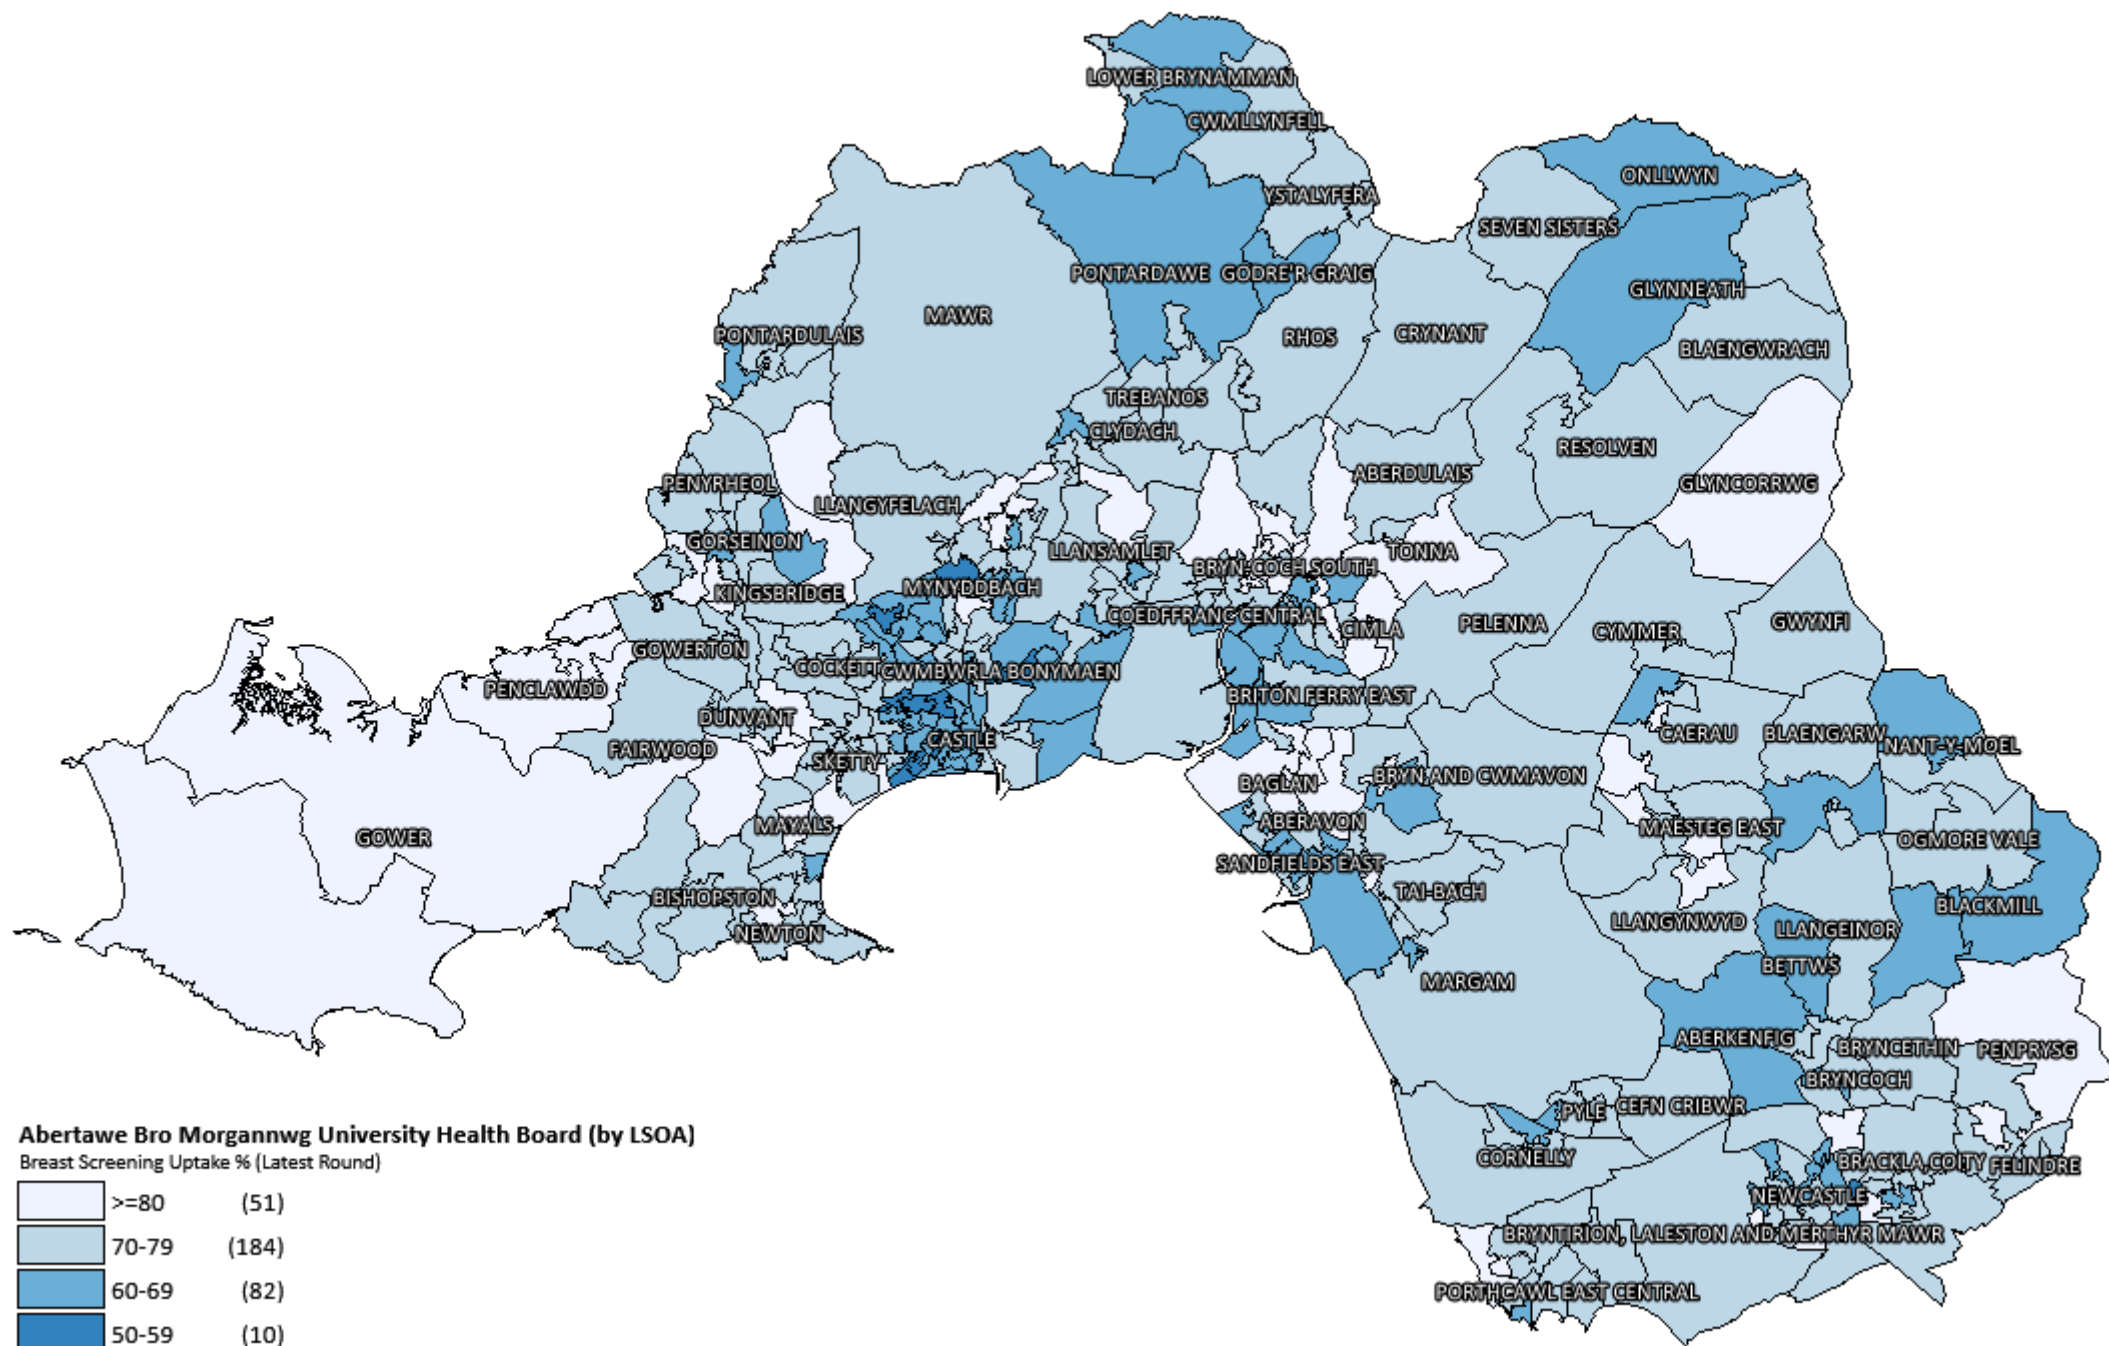 LOWER BRYNAMMAN
CWMLLYNFELL
ONLLWYN
YSTALYFERA
SEVEN SISTERS
PONTARDAWE
GODRE'R GRAIG
GLYNNEATH
MAWR
PONTARDULAIS
RHOS
CRYNANT
BLAENGWRACH
TREBANOS
CLYDACH
RESOLVEN
ABERDULAIS
PENYRHEOL
GLYNCORRWG
LLANGYFELACH
GORSEINON
LLANSAMLET
TONNA
BRYN-COCH SOUTH
MYNYDDBACH
KINGSBRIDGE
COEDFFRANC CENTRAL
CIMLA
PELENNA
CYMMER
GWYNFI
GOWERTON
COCKETT
CWMBWRLA
BONYMAEN
PENCLAWDD
BRITON FERRY EAST
DUNVANT
CAERAU
BLAENGARW
CASTLE
NANT-Y-MOEL
FAIRWOOD
SKETTY
BRYN AND CWMAVON
BAGLAN
ABERAVON
MAYALS
MAESTEG EAST
GOWER
OGMORE VALE
SANDFIELDS EAST
TAI-BACH
BISHOPSTON
BLACKMILL
LLANGYNWYD
LLANGEINOR
NEWTON
BETTWS
MARGAM
ABERKENFIG
BRYNCETHIN
PENPRYSG
BRYNCOCH
PYLE
CEFN CRIBWR
CORNELLY
BRACKLA
COITY
FELINDRE
NEWCASTLE
BRYNTIRION, LALESTON AND MERTHYR MAWR
PORTHCAWL EAST CENTRAL
Abertawe Bro Morgannwg University Health Board (by LSOA)
Breast Screening Uptake % (Latest Round)
>=80 (51)
70-79 (184)
60-69 (82)
50-59 (10)